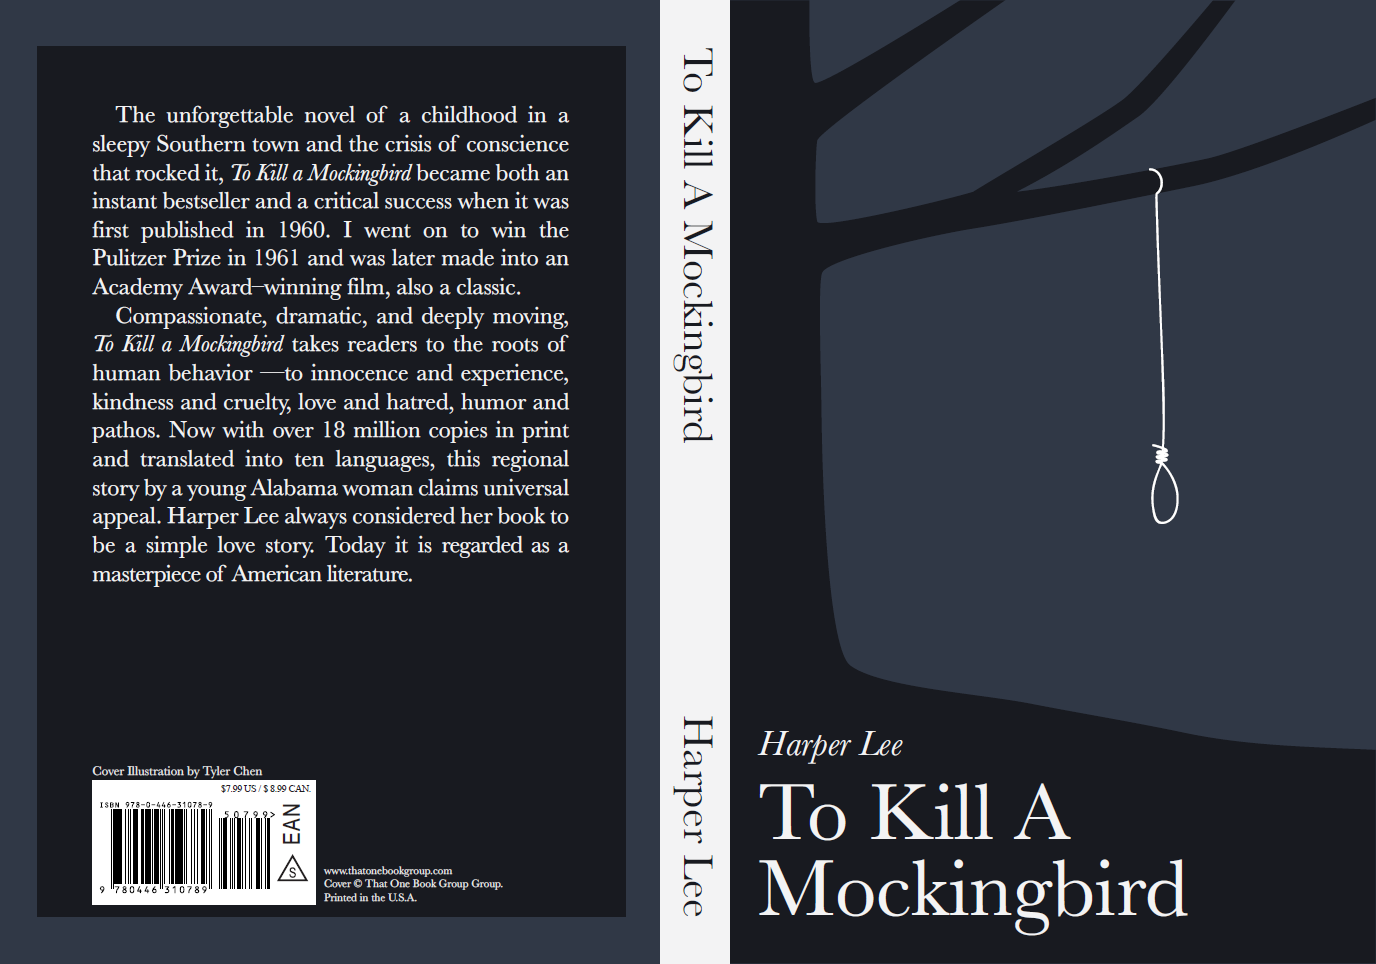 The unforgettable novel of a childhood in a
sleepy Southern town and the crisis of conscience
that rocked it, To Kill a Mockingbird became both an
instant bestseller and a critical success when it was
first published in 1960. I went on to win the
Pulitzer Prize in 1961 and was later made into an
Academy Award–winning film, also a classic.
Compassionate, dramatic, and deeply moving,
To Kill a Mockingbird takes readers to the roots of
human behavior —to innocence and experience,
kindness and cruelty, love and hatred, humor and
pathos. Now with over 18 million copies in print
and translated into ten languages, this regional
story by a young Alabama woman claims universal
appeal. Harper Lee always considered her book to
be a simple love story. Today it is regarded as a
masterpiece of American literature.
Cover Illustration by Tyler Chen
$7.99 US / $ 8.99 CAN.
ISBN 978-0-446-31078-9
50799>
EAN
S
9 780446 310789
www.thatonebookgroup.com
Cover © That One Book Group Group.
Printed in the U.S.A.
To Kill A Mockingbird
Harper Lee
Harper Lee
To Kill A
Mockingbird